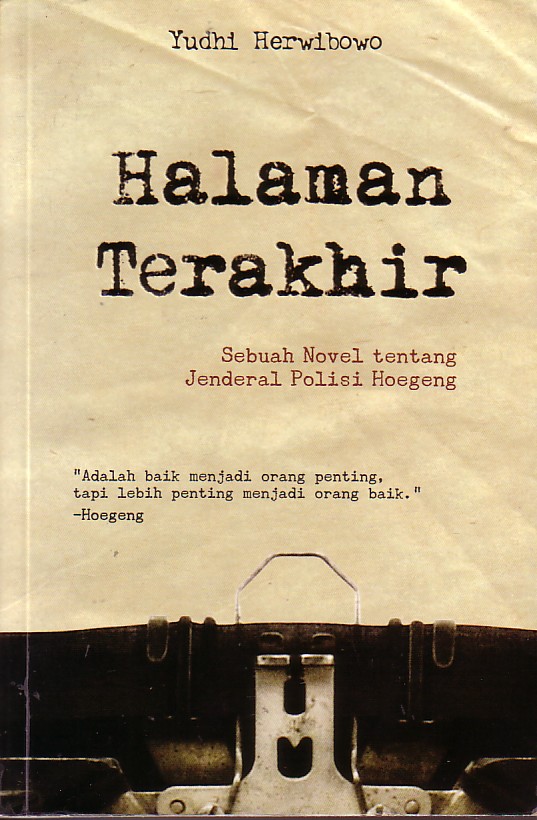 Yudhi Herwibowo
Halaman
Terakhir
Sebuah Novel tentang
Jenderal Polisi Hoegeng
"Adalah baik menjadi orang penting,
tapi lebih penting menjadi orang baik."
-Hoegeng